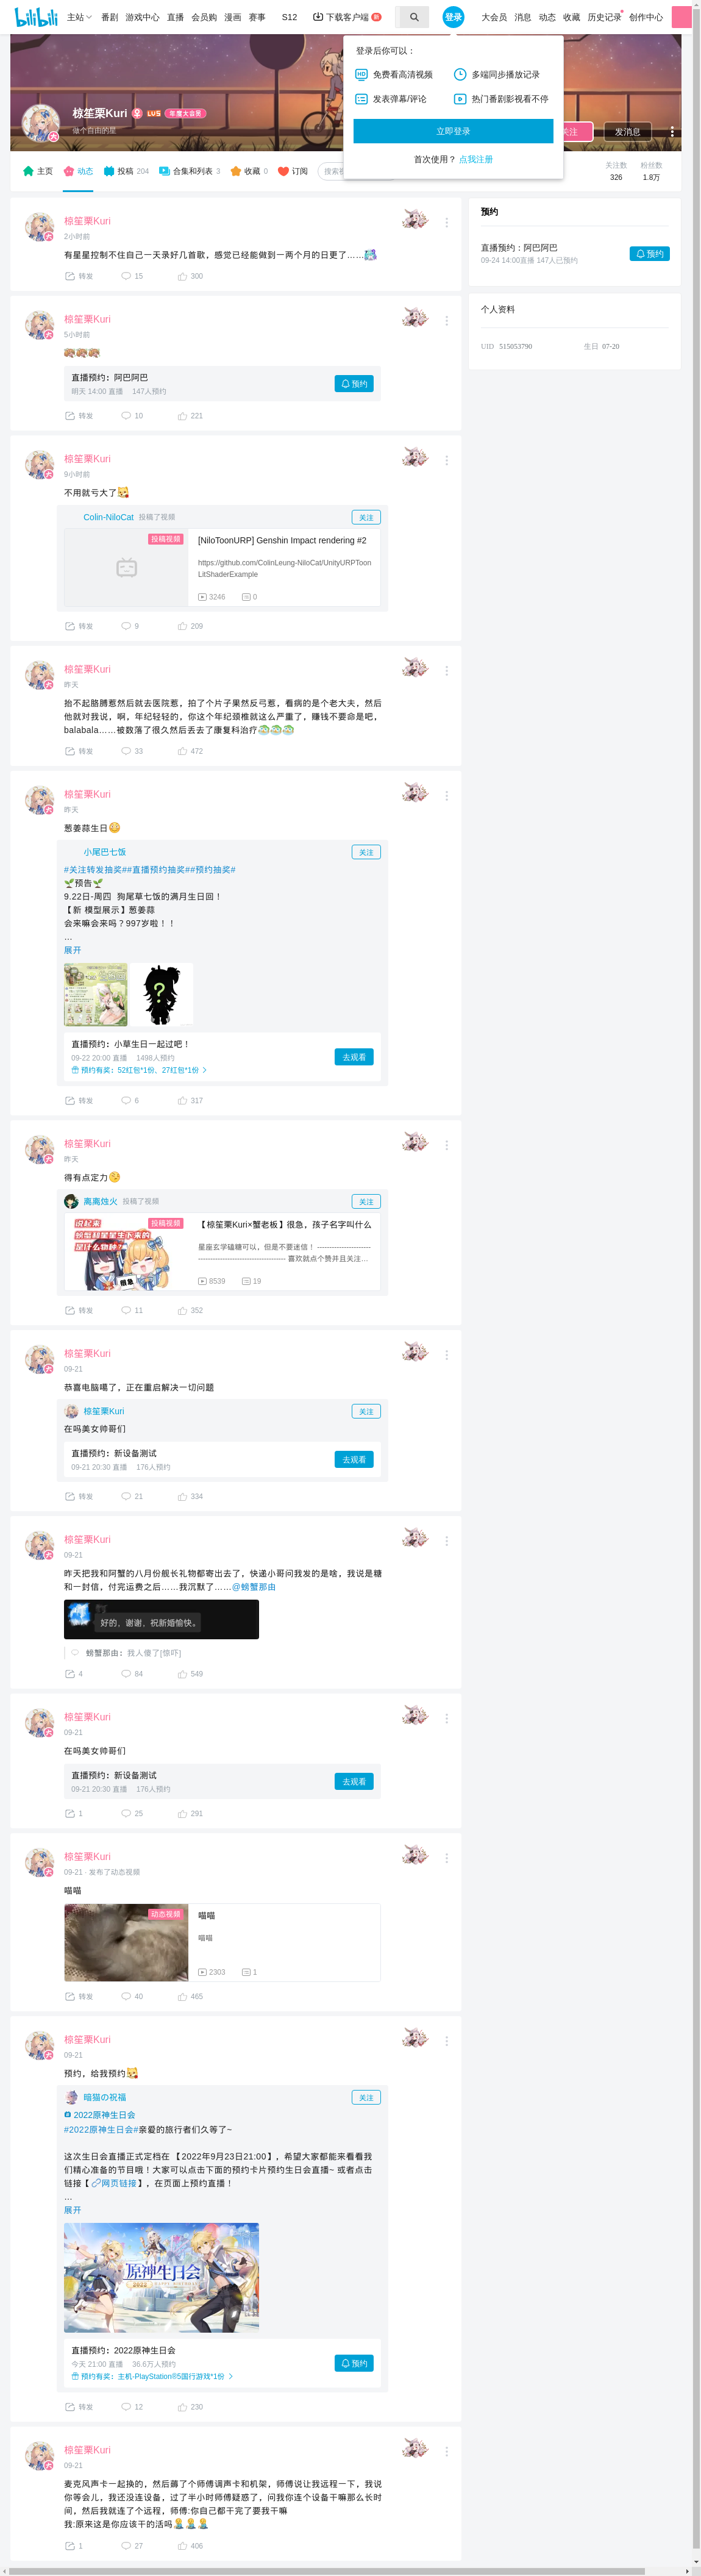 bilibili 主站 番剧 游戏中心 直播 会员购 漫画 赛事 S12 下载客户端 登录 大会员 消息 动态 收藏 历史记录 创作中心
登录后你可以：
免费看高清视频 多端同步播放记录
发表弹幕/评论 热门番剧影视看不停
立即登录
首次使用？ 点我注册
椋笙栗Kuri LV5 年度大会员
做个自由的星
关注 发消息
主页 动态 投稿 204 合集和列表 3 收藏 0 订阅 搜索视
关注数 粉丝数
326 1.8万
椋笙栗Kuri
2小时前
有星星控制不住自己一天录好几首歌，感觉已经能做到一两个月的日更了……
转发 15 300
椋笙栗Kuri
5小时前
直播预约：阿巴阿巴
明天 14:00 直播 147人预约
预约
转发 10 221
椋笙栗Kuri
9小时前
不用就亏大了
Colin-NiloCat 投稿了视频
关注
投稿视频
[NiloToonURP] Genshin Impact rendering #2
https://github.com/ColinLeung-NiloCat/UnityURPToon
LitShaderExample
3246 0
转发 9 209
椋笙栗Kuri
昨天
抬不起胳膊惹然后就去医院惹，拍了个片子果然反弓惹，看病的是个老大夫，然后
他就对我说，啊，年纪轻轻的，你这个年纪颈椎就这么严重了，赚钱不要命是吧，
balabala……被数落了很久然后丢去了康复科治疗
转发 33 472
椋笙栗Kuri
昨天
葱姜蒜生日
小尾巴七饭
关注
#关注转发抽奖##直播预约抽奖##预约抽奖#
预告
9.22日-周四 狗尾草七饭的满月生日回！
【新 模型展示】葱姜蒜
会来嘛会来吗？997岁啦！！
...
展开
直播预约：小草生日一起过吧！
09-22 20:00 直播 1498人预约
预约有奖：52红包*1份、27红包*1份
去观看
转发 6 317
椋笙栗Kuri
昨天
得有点定力
离离烛火 投稿了视频
关注
说起来
螃蟹和星星生下来的
是什么物种？
很急
投稿视频
【椋笙栗Kuri×蟹老板】很急，孩子名字叫什么
星座玄学磕糖可以，但是不要迷信！ ----------------------
------------------------------------ 喜欢就点个赞并且关注...
8539 19
转发 11 352
椋笙栗Kuri
09-21
恭喜电脑噶了，正在重启解决一切问题
椋笙栗Kuri
关注
在吗美女帅哥们
直播预约：新设备测试
09-21 20:30 直播 176人预约
去观看
转发 21 334
椋笙栗Kuri
09-21
昨天把我和阿蟹的八月份舰长礼物都寄出去了，快递小哥问我发的是啥，我说是糖
和一封信，付完运费之后……我沉默了……@螃蟹那由
好的，谢谢，祝新婚愉快。
螃蟹那由：我人傻了[惊吓]
4 84 549
椋笙栗Kuri
09-21
在吗美女帅哥们
直播预约：新设备测试
09-21 20:30 直播 176人预约
去观看
1 25 291
椋笙栗Kuri
09-21 · 发布了动态视频
喵喵
动态视频
喵喵
喵喵
2303 1
转发 40 465
椋笙栗Kuri
09-21
预约，给我预约
暗猫の祝福
关注
2022原神生日会
#2022原神生日会#亲爱的旅行者们久等了~
这次生日会直播正式定档在 【2022年9月23日21:00】，希望大家都能来看看我
们精心准备的节目哦！大家可以点击下面的预约卡片预约生日会直播~ 或者点击
链接【网页链接】，在页面上预约直播！
...
展开
原神生日会
2022
直播预约：2022原神生日会
今天 21:00 直播 36.6万人预约
预约有奖：主机-PlayStation®5国行游戏*1份
预约
转发 12 230
椋笙栗Kuri
09-21
麦克风声卡一起换的，然后薅了个师傅调声卡和机架，师傅说让我远程一下，我说
你等会儿，我还没连设备，过了半小时师傅疑惑了，问我你连个设备干嘛那么长时
间，然后我就连了个远程，师傅:你自己都干完了要我干嘛
我:原来这是你应该干的活吗
1 27 406
预约
直播预约：阿巴阿巴
09-24 14:00直播 147人已预约
预约
个人资料
UID 515053790 生日 07-20